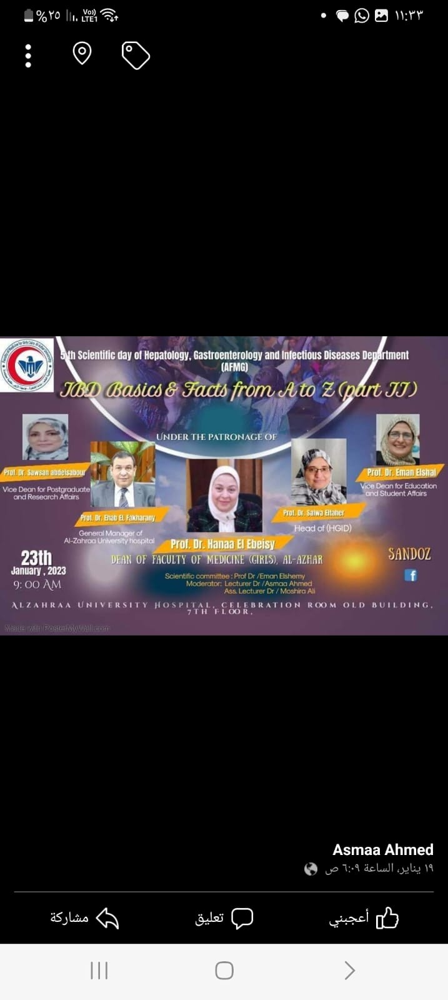 %٢٥
Vo))
LTE1
١١:٣٣
5th Scientific day of Hepatology, Gastroenterology and Infectious Diseases Department
(AFMG)
IBD Basics & Facts from A to Z (part II)
UNDER THE PATRONAGE OF
Prof. Dr. Sawsan abdelsabour
Vice Dean for Postgraduate
and Research Affairs
Prof. Dr. Ehab EL Fakharany
General Manager of
Al-Zahraa University hospital
Prof. Dr. Hanaa El Ebeisy
DEAN OF FACULTY OF MEDICINE (GIRLS), AL-AZHAR
Prof. Dr. Salwa Eltaher
Head of (HGID)
Prof. Dr. Eman Elshal
Vice Dean for Education
and Student Affairs
23th
January , 2023
9: 00 AM
Scientific committee : Prof Dr /Eman Elshemy
Moderator: Lecturer Dr /Asmaa Ahmed
Ass. Lecturer Dr / Moshira Ali
SANDOZ
f
ALZAHRAA UNIVERSITY HOSPITAL, CELEBRATION ROOM OLD BUILDING,
7TH FLOOR,
Made with PosterMyWall.com
Asmaa Ahmed
١٩ يناير، الساعة ٦:٠٩ ص
أعجبني
تعليق
مشاركة